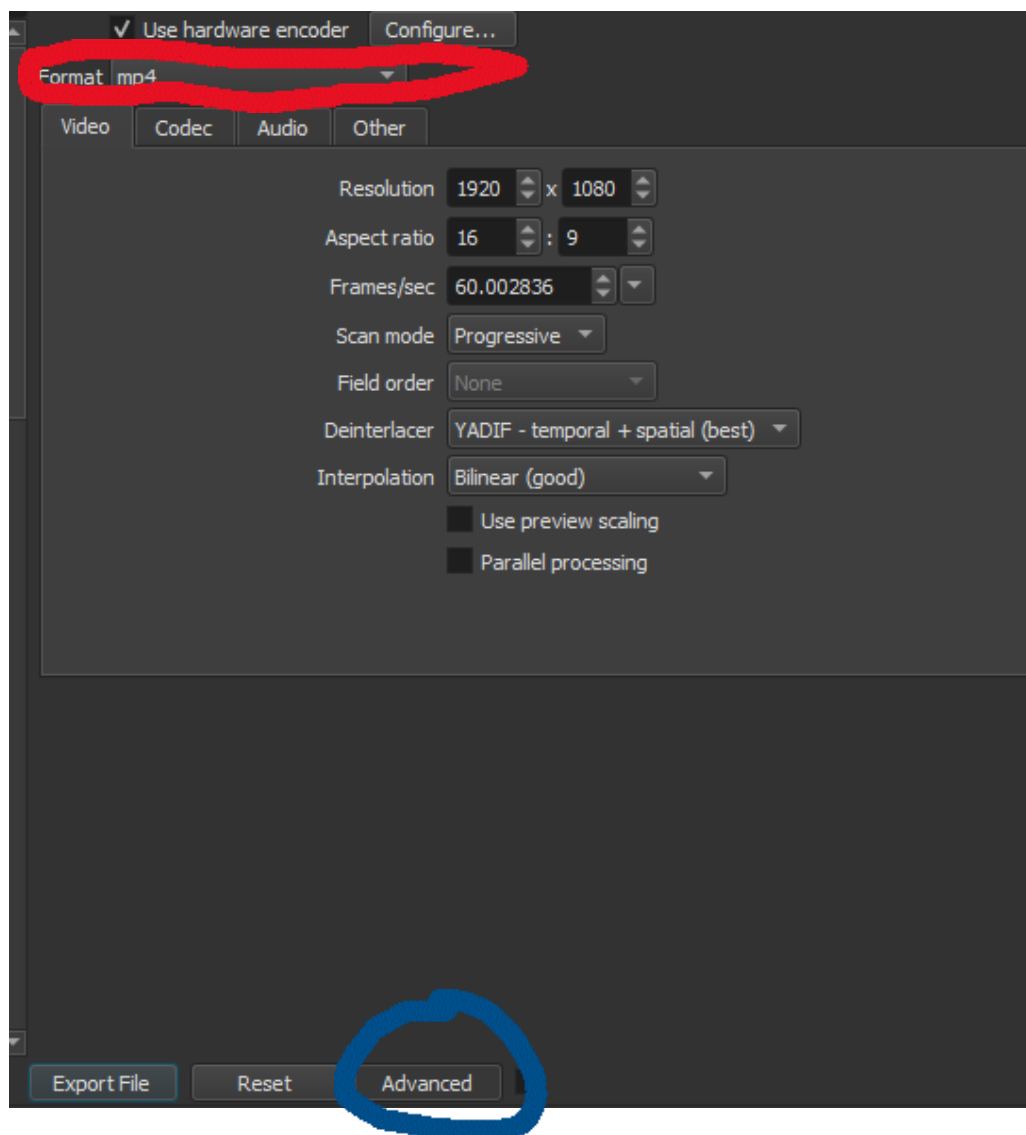 Use hardware encoder Configure...
Format mp4
Video Codec Audio Other
Resolution 1920 x 1080
Aspect ratio 16 : 9
Frames/sec 60.002836
Scan mode Progressive
Field order None
Deinterlacer YADIF - temporal + spatial (best)
Interpolation Bilinear (good)
Use preview scaling
Parallel processing
Export File Reset Advanced